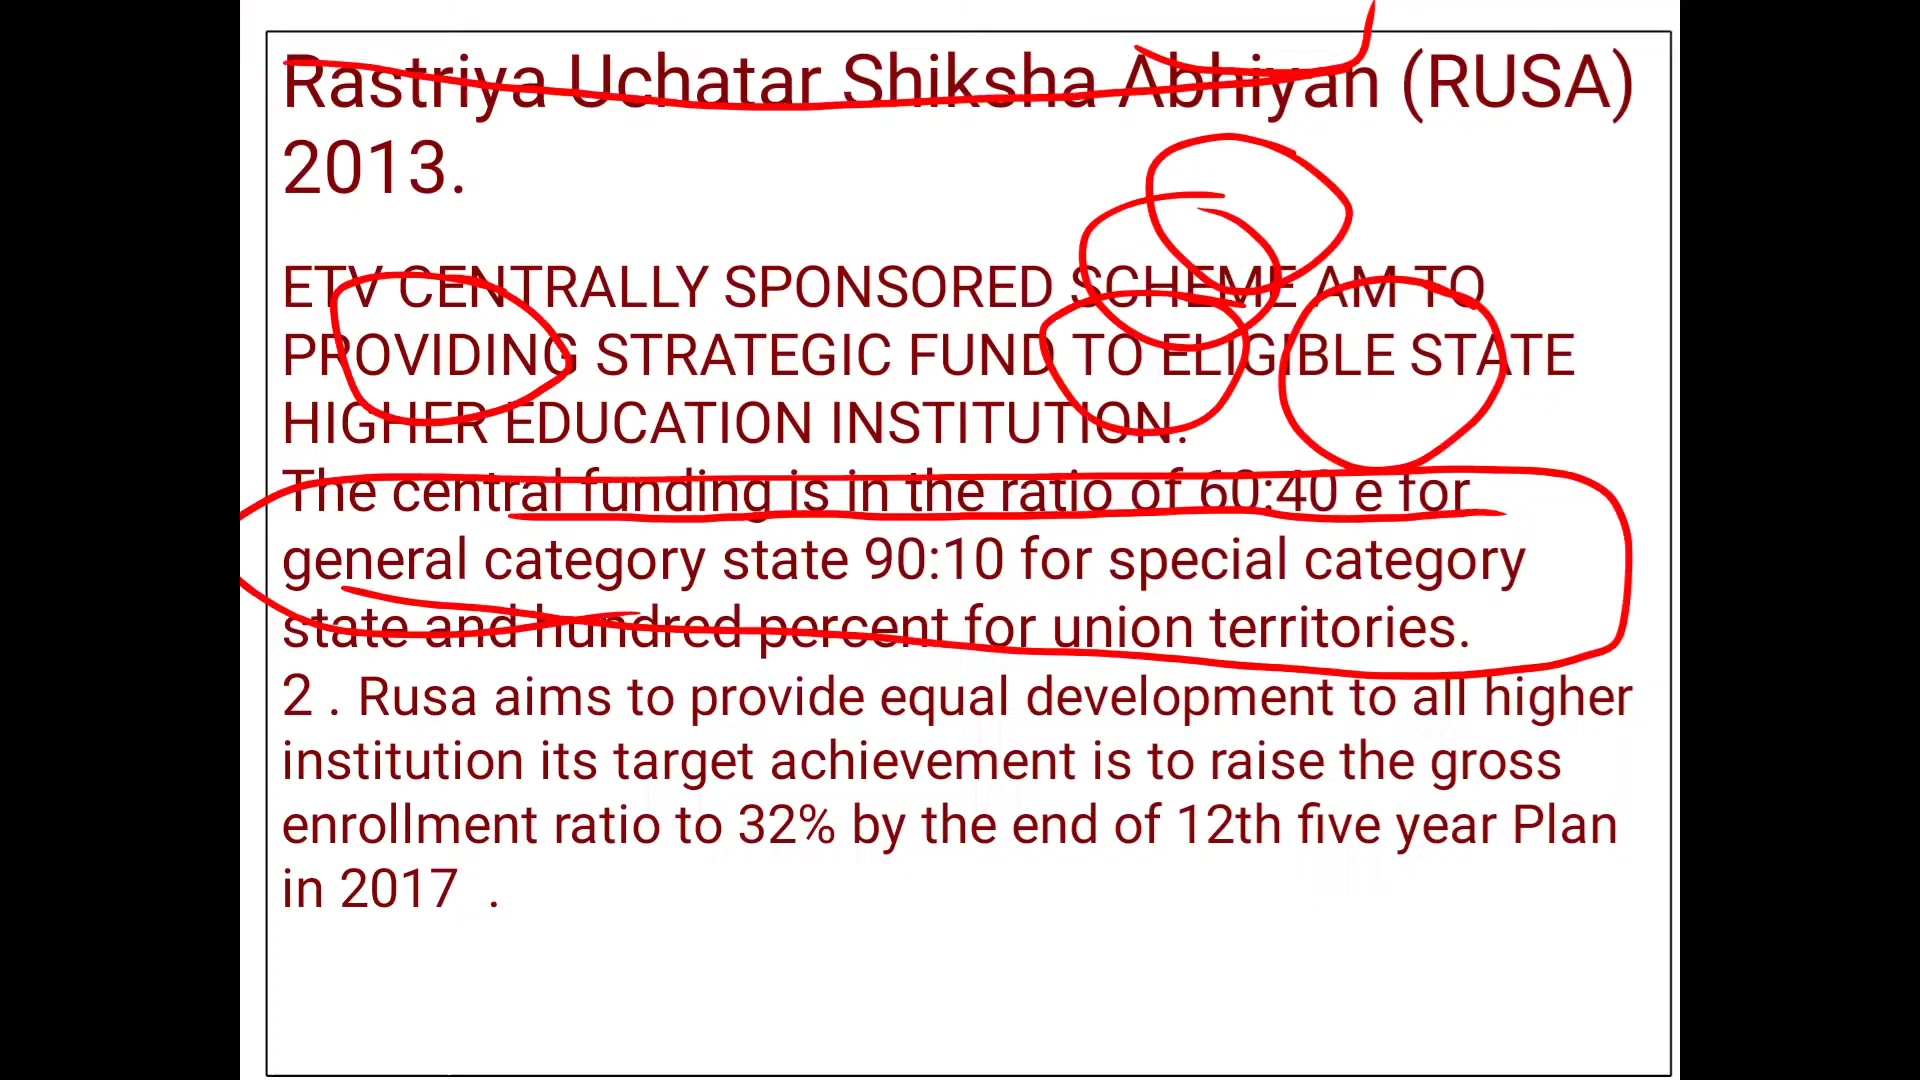 Rastriya Uchatar Shiksha Abhiyan (RUSA)
2013.
ETV CENTRALLY SPONSORED SCHEME AM TO
PROVIDING STRATEGIC FUND TO ELIGIBLE STATE
HIGHER EDUCATION INSTITUTION.
The central funding is in the ratio of 60:40 e for
general category state 90:10 for special category
state and hundred percent for union territories.
2 . Rusa aims to provide equal development to all higher
institution its target achievement is to raise the gross
enrollment ratio to 32% by the end of 12th five year Plan
in 2017 .